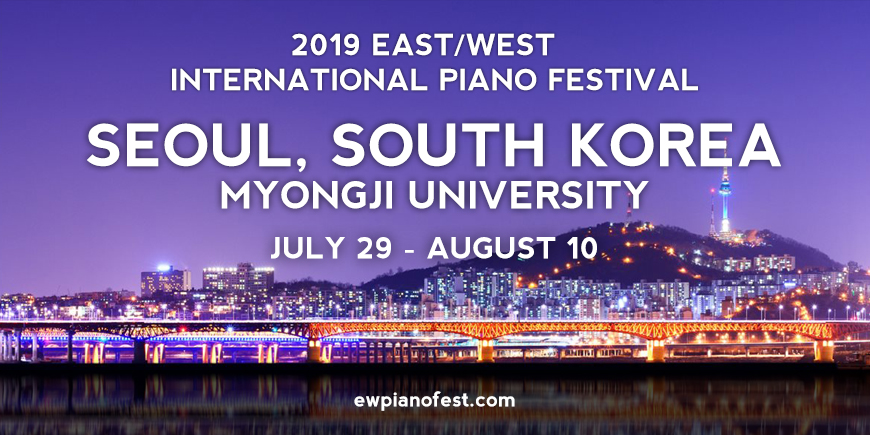 2019 EAST/WEST
INTERNATIONAL PIANO FESTIVAL
SEOUL, SOUTH KOREA
MYONGJI UNIVERSITY
JULY 29 - AUGUST 10
ewpianofest.com